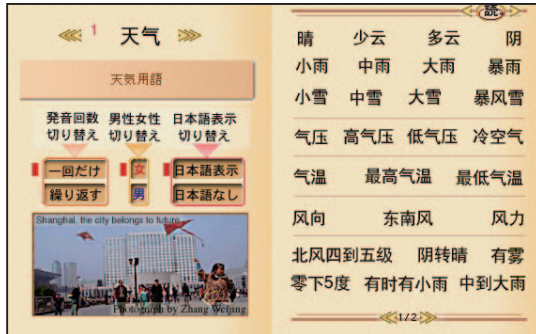 1 天气
天気用語
発音回数 男性女性 日本語表示
切り替え 切り替え 切り替え
一回だけ 女 日本語表示
繰り返す 男 日本語なし
Shanghai, the city belongs to future
Photograph by Zhang Weijing
読
晴 少云 多云 阴
小雨 中雨 大雨 暴雨
小雪 中雪 大雪 暴风雪
气压 高气压 低气压 冷空气
气温 最高气温 最低气温
风向 东南风 风力
北风四到五级 阴转晴 有雾
零下5度 有时有小雨 中到大雨
1/2